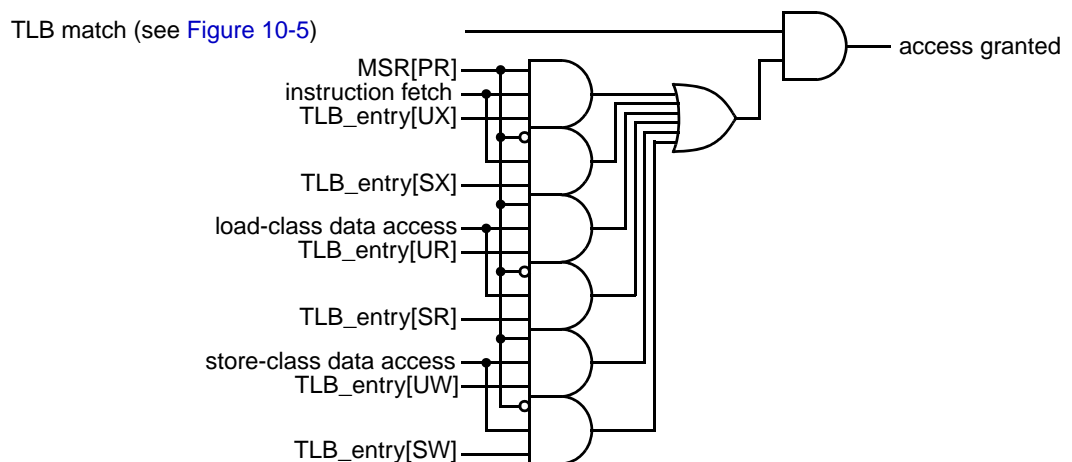 TLB match (see Figure 10-5)
access granted
MSR[PR]
instruction fetch
TLB_entry[UX]
TLB_entry[SX]
load-class data access
TLB_entry[UR]
TLB_entry[SR]
store-class data access
TLB_entry[UW]
TLB_entry[SW]